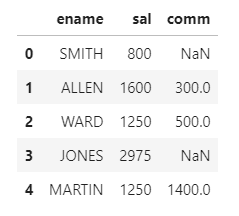 ename sal comm
0 SMITH 800 NaN
1 ALLEN 1600 300.0
2 WARD 1250 500.0
3 JONES 2975 NaN
4 MARTIN 1250 1400.0